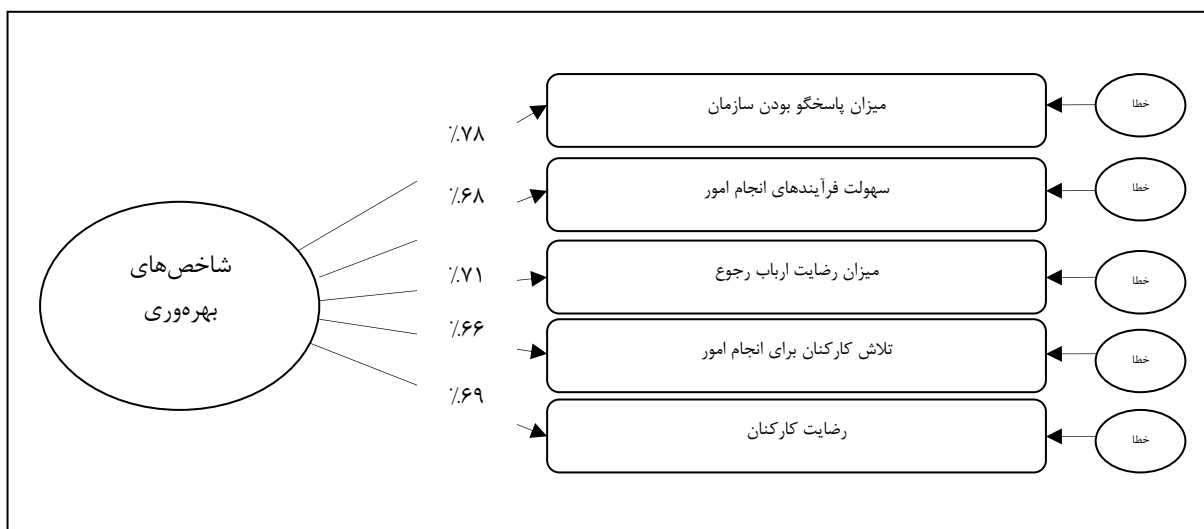 میزان پاسخگو بودن سازمان
خطا
٪۷۸
سهولت فرآیندهای انجام امور
خطا
٪۶۸
شاخص‌های
بهره‌وری
میزان رضایت ارباب رجوع
خطا
٪۷۱
تلاش کارکنان برای انجام امور
خطا
٪۶۶
رضایت کارکنان
خطا
٪۶۹